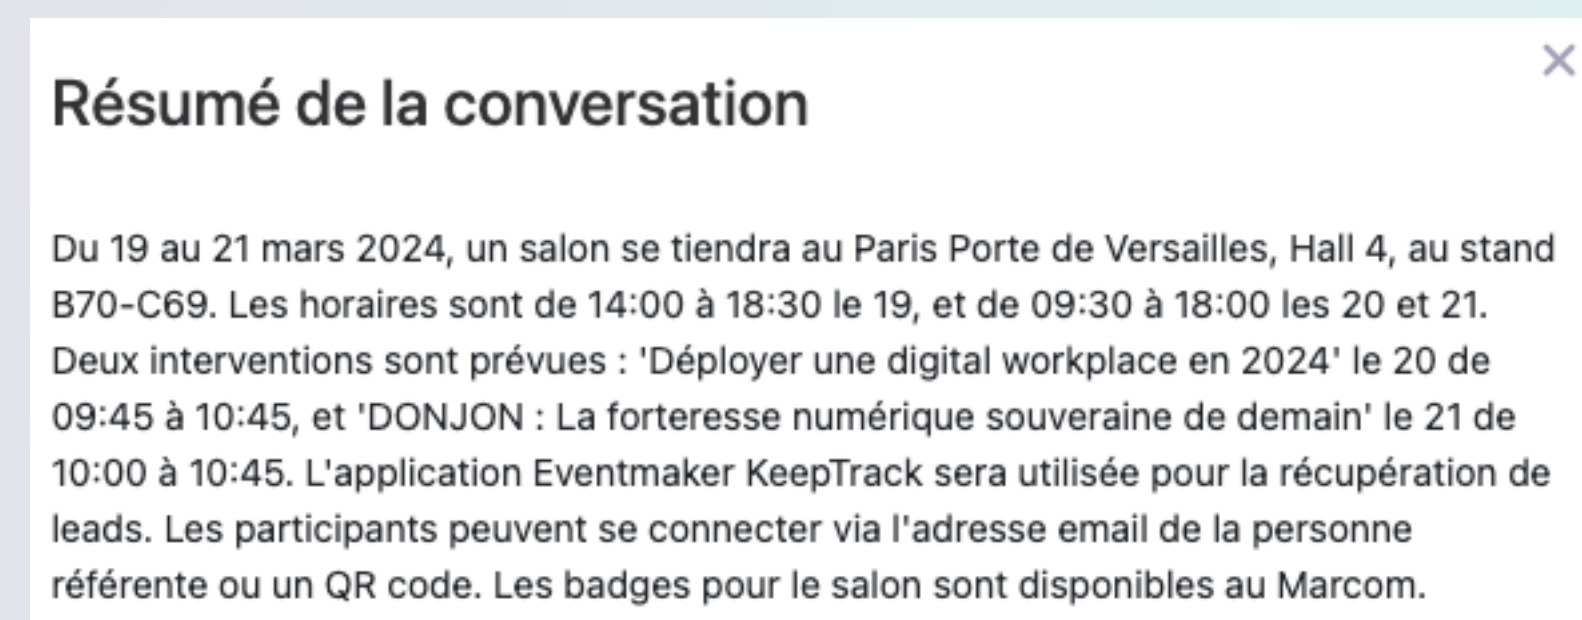 Résumé de la conversation
Du 19 au 21 mars 2024, un salon se tiendra au Paris Porte de Versailles, Hall 4, au stand
B70-C69. Les horaires sont de 14:00 à 18:30 le 19, et de 09:30 à 18:00 les 20 et 21.
Deux interventions sont prévues : 'Déployer une digital workplace en 2024' le 20 de
09:45 à 10:45, et 'DONJON : La forteresse numérique souveraine de demain' le 21 de
10:00 à 10:45. L'application Eventmaker KeepTrack sera utilisée pour la récupération de
leads. Les participants peuvent se connecter via l'adresse email de la personne
référente ou un QR code. Les badges pour le salon sont disponibles au Marcom.